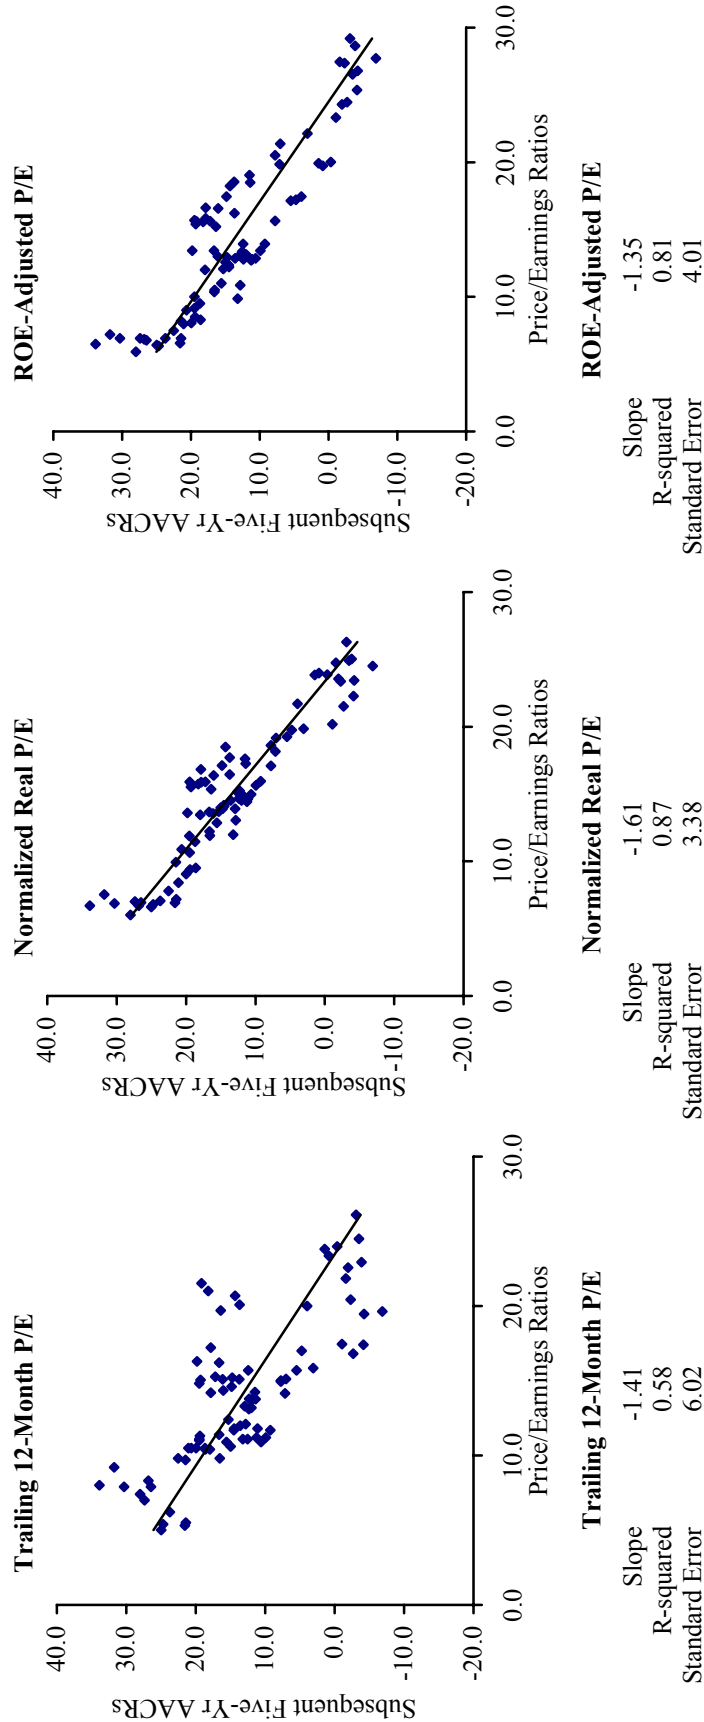 Trailing 12-Month P/E
40.0
30.0
20.0
10.0
0.0
-10.0
-20.0
Subsequent Five-Yr AACRs
0.0
10.0
20.0
30.0
Price/Earnings Ratios
Trailing 12-Month P/E
Slope -1.41
R-squared 0.58
Standard Error 6.02
Normalized Real P/E
40.0
30.0
20.0
10.0
0.0
-10.0
-20.0
Subsequent Five-Yr AACRs
0.0
10.0
20.0
30.0
Price/Earnings Ratios
Normalized Real P/E
Slope -1.61
R-squared 0.87
Standard Error 3.38
ROE-Adjusted P/E
40.0
30.0
20.0
10.0
0.0
-10.0
-20.0
Subsequent Five-Yr AACRs
0.0
10.0
20.0
30.0
Price/Earnings Ratios
ROE-Adjusted P/E
Slope -1.35
R-squared 0.81
Standard Error 4.01